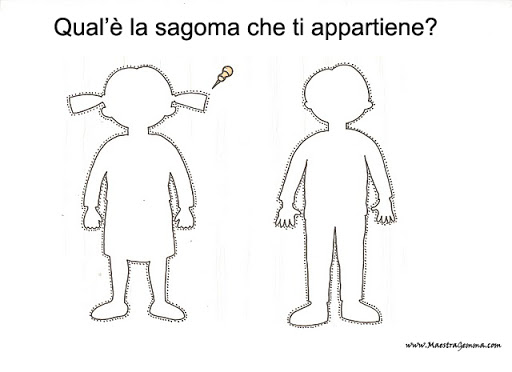 Qual'è la sagoma che ti appartiene?
www.MaestraGemma.com